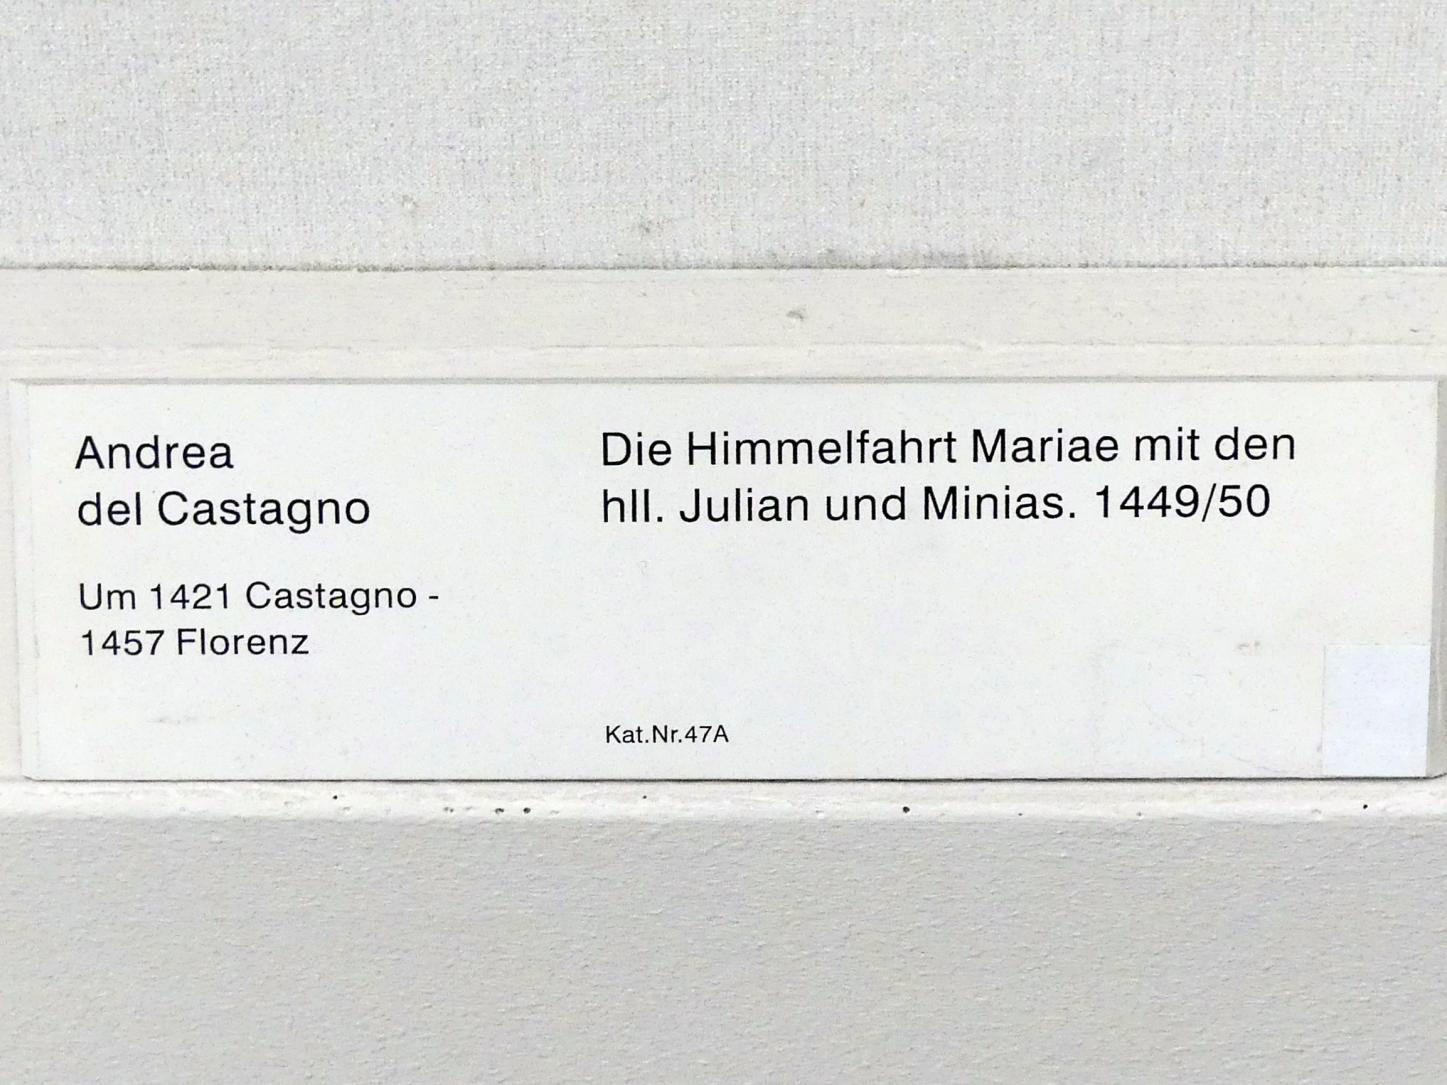 Andrea
del Castagno
Um 1421 Castagno -
1457 Florenz
Die Himmelfahrt Mariae mit den
hll. Julian und Minias. 1449/50
Kat.Nr.47A